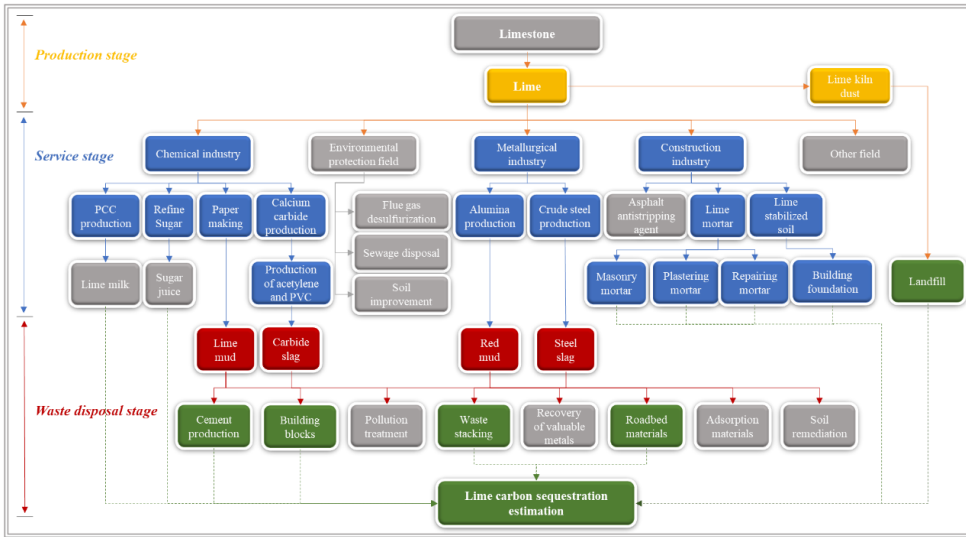 Limestone
Production stage
Lime
Lime kiln
dust
Service stage
Chemical industry
Environmental
protection field
Metallurgical
industry
Construction
industry
Other field
PCC
production
Refine
Sugar
Paper
making
Calcium
carbide
production
Flue gas
desulfurization
Alumina
production
Crude steel
production
Asphalt
antistripping
agent
Lime
mortar
Lime
stabilized
soil
Sewage disposal
Lime milk
Sugar
juice
Production
of acetylene
and PVC
Soil
improvement
Masonry
mortar
Plastering
mortar
Repairing
mortar
Building
foundation
Landfill
Lime
mud
Carbide
slag
Red
mud
Steel
slag
Waste disposal stage
Cement
production
Building
blocks
Pollution
treatment
Waste
stacking
Recovery
of valuable
metals
Roadbed
materials
Adsorption
materials
Soil
remediation
Lime carbon sequestration
estimation